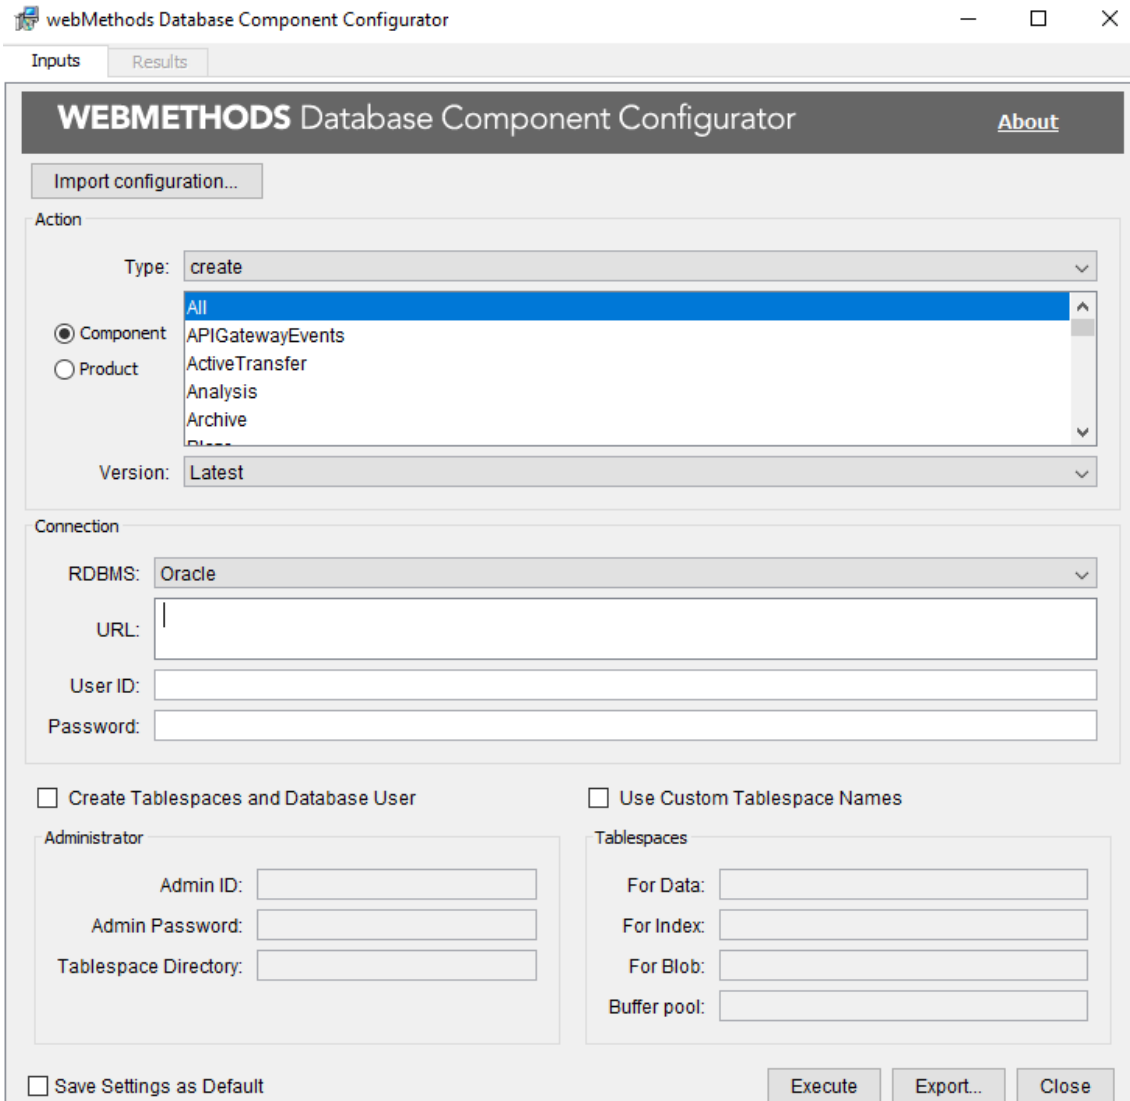 webMethods Database Component Configurator
Inputs Results
WEBMETHODS Database Component Configurator About
Import configuration...
Action
Type: create
All
APIGatewayEvents
Component
ActiveTransfer
Product
Analysis
Archive
Version: Latest
Connection
RDBMS: Oracle
URL:
User ID:
Password:
Create Tablespaces and Database User Use Custom Tablespace Names
Administrator Tablespaces
Admin ID: For Data:
Admin Password: For Index:
Tablespace Directory: For Blob:
Buffer pool:
Save Settings as Default Execute Export... Close